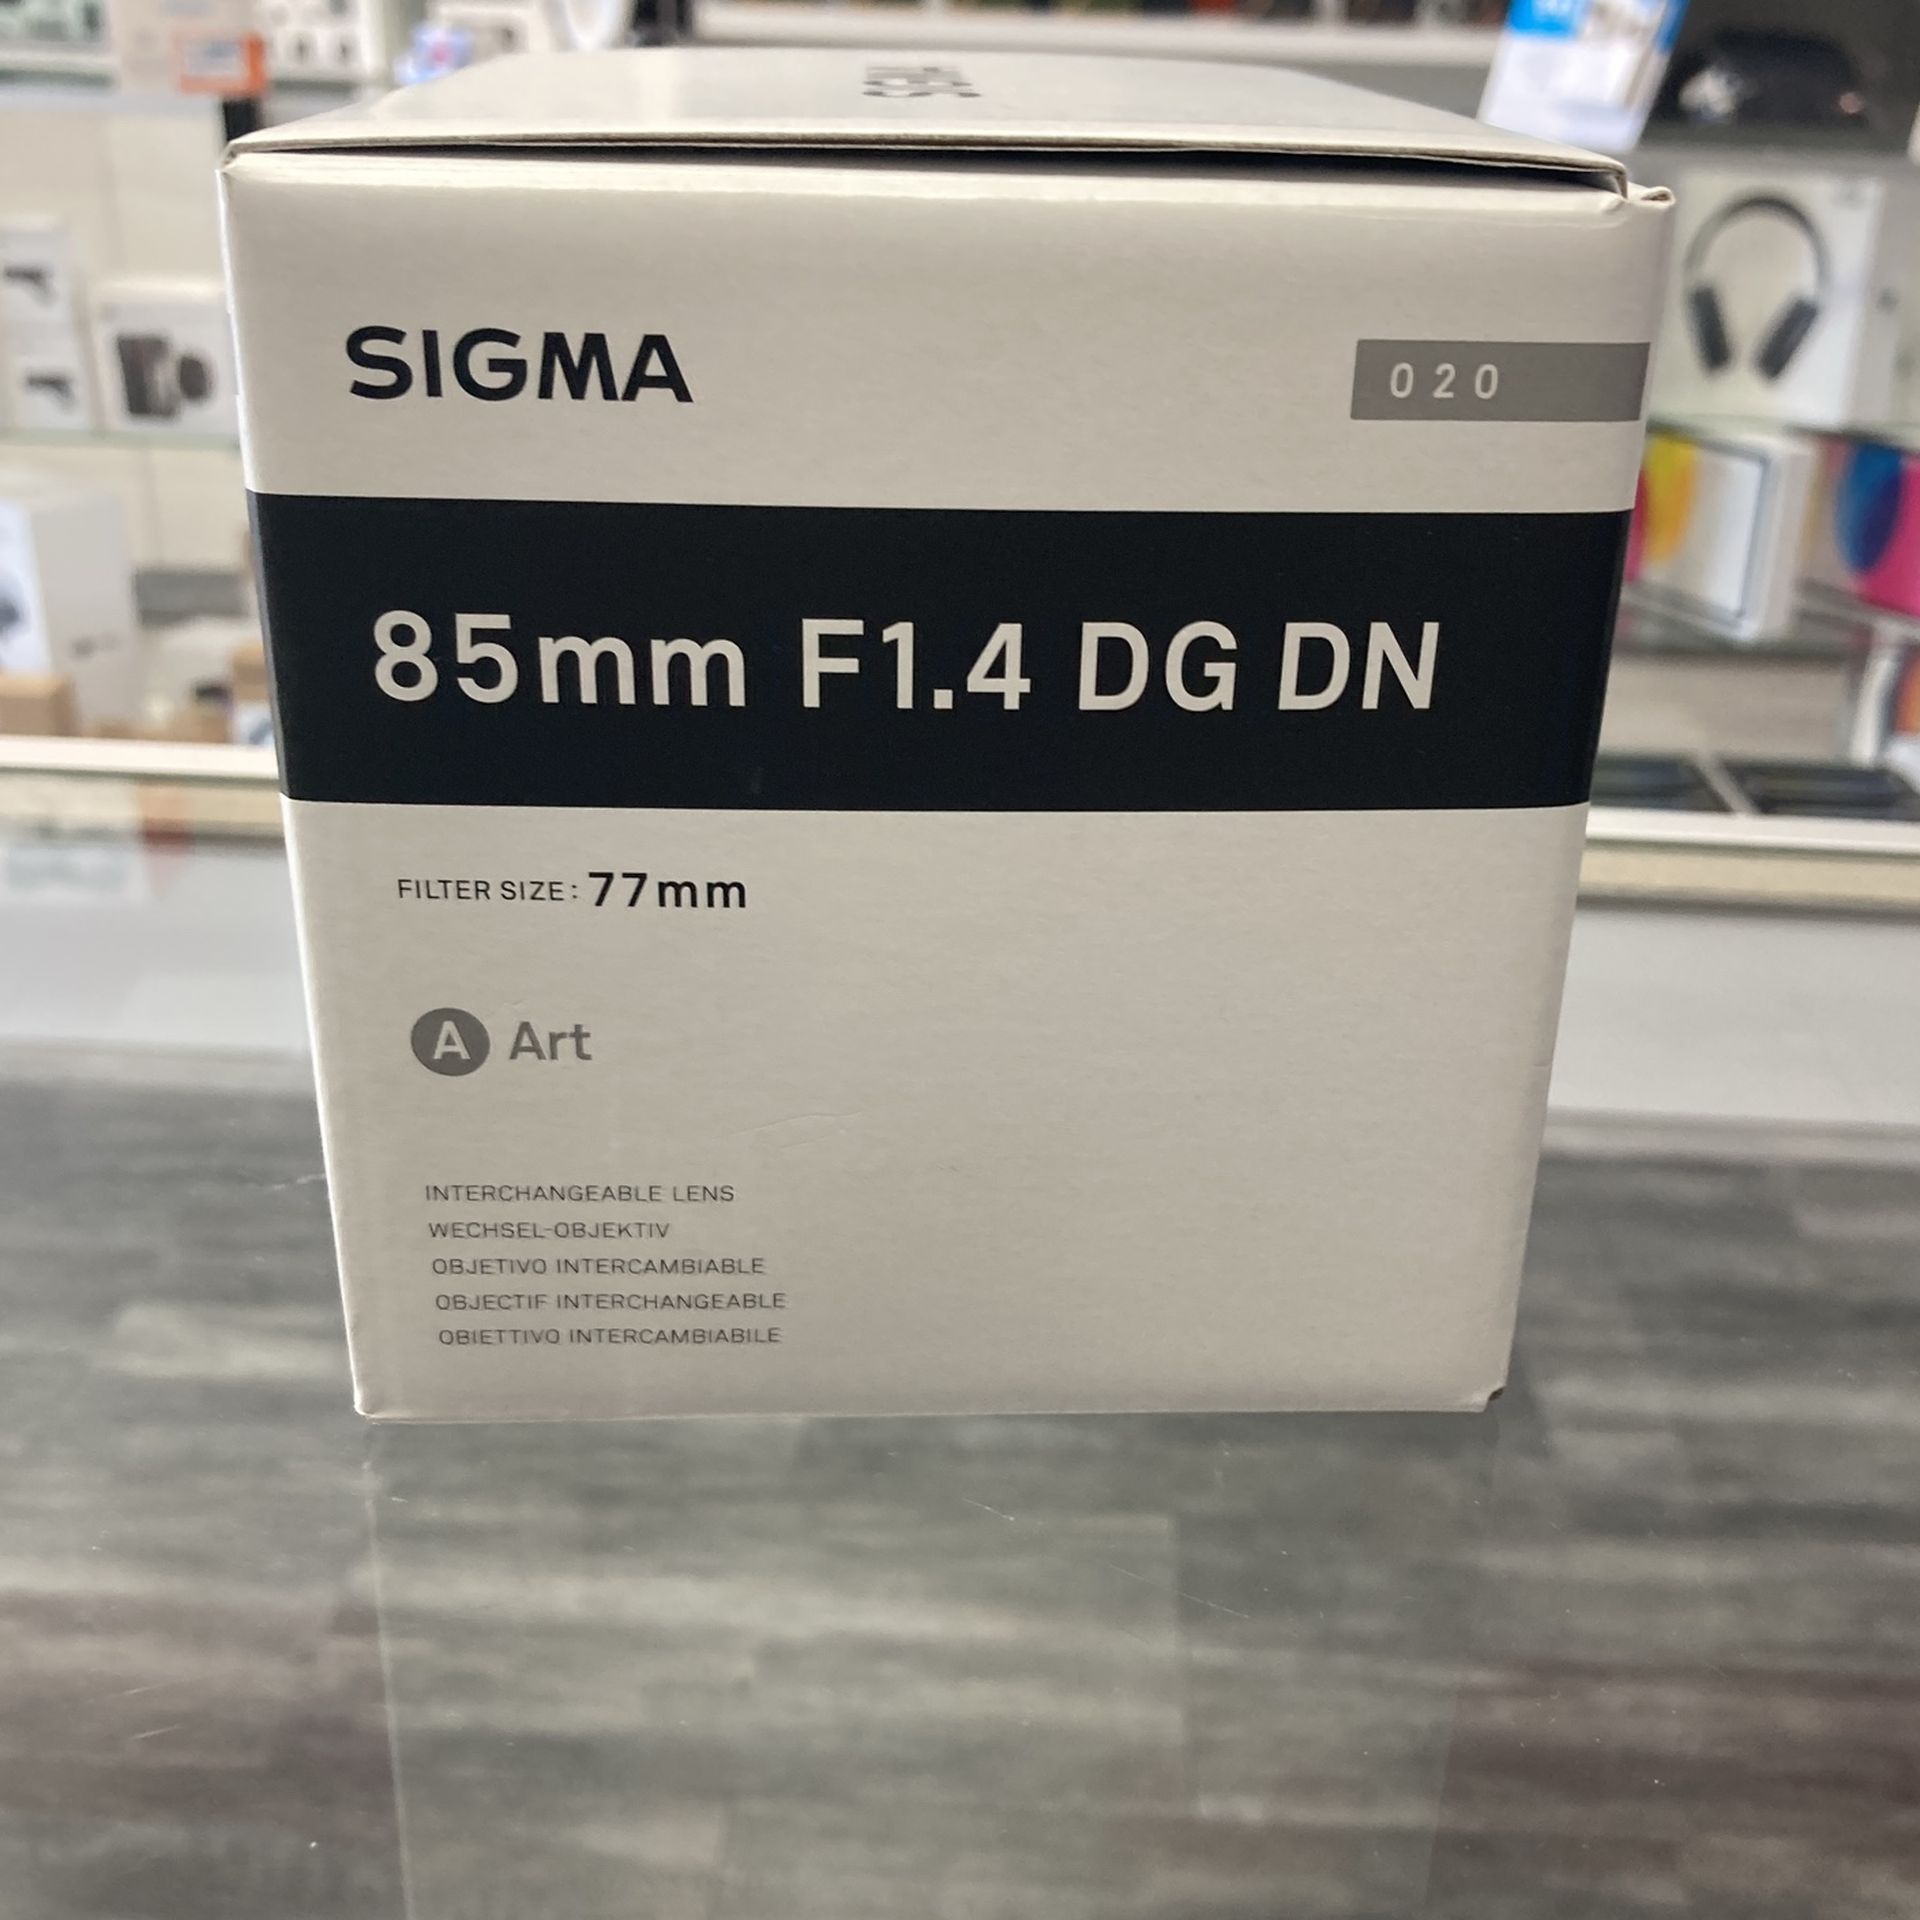 SIGMA
020
85mm F1.4 DG DN
FILTER SIZE: 77mm
A Art
INTERCHANGEABLE LENS
WECHSEL-OBJEKTIV
OBJETIVO INTERCAMBIABLE
OBJECTIF INTERCHANGEABLE
OBIETTIVO INTERCAMBIABILE